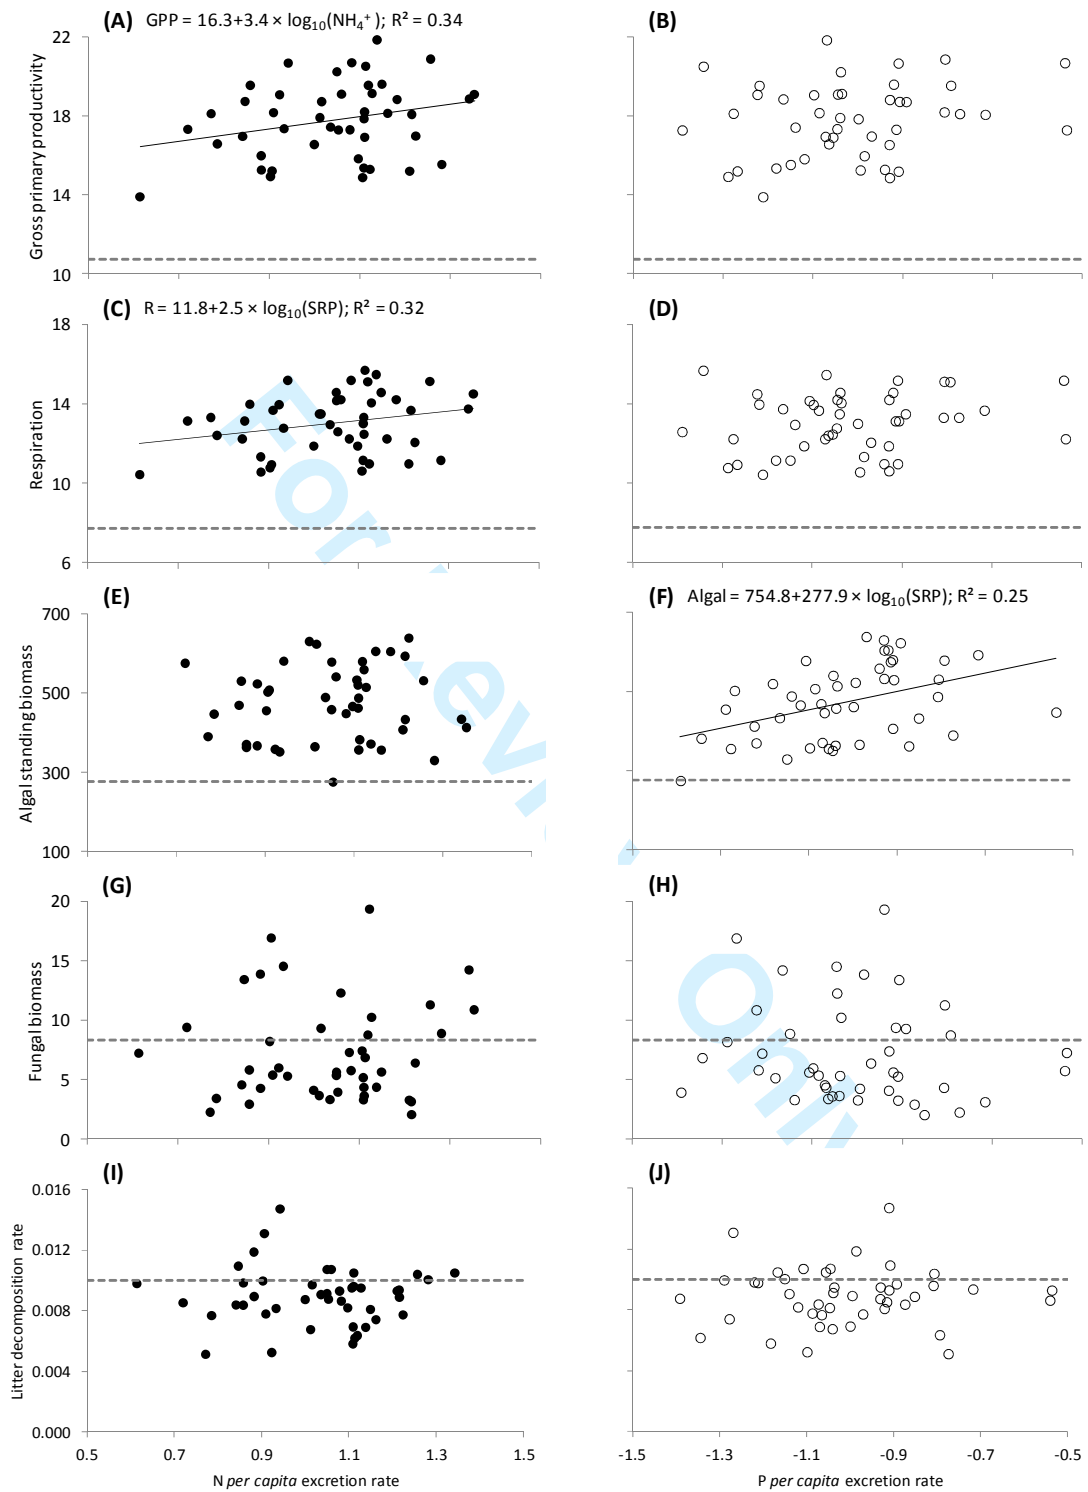 (A) GPP = 16.3+3.4 × log₁₀(NH₄⁺); R² = 0.34
(B)
22
18
14
10
Gross primary productivity
(C) R = 11.8+2.5 × log₁₀(SRP); R² = 0.32
(D)
18
14
10
6
Respiration
(E)
(F) Algal = 754.8+277.9 × log₁₀(SRP); R² = 0.25
700
500
300
100
Algal standing biomass
(G)
(H)
20
15
10
5
0
Fungal biomass
(I)
(J)
0.016
0.012
0.008
0.004
0.000
Litter decomposition rate
0.5 0.7 0.9 1.1 1.3 1.5
-1.5 -1.3 -1.1 -0.9 -0.7 -0.5
N per capita excretion rate
P per capita excretion rate
For
Only